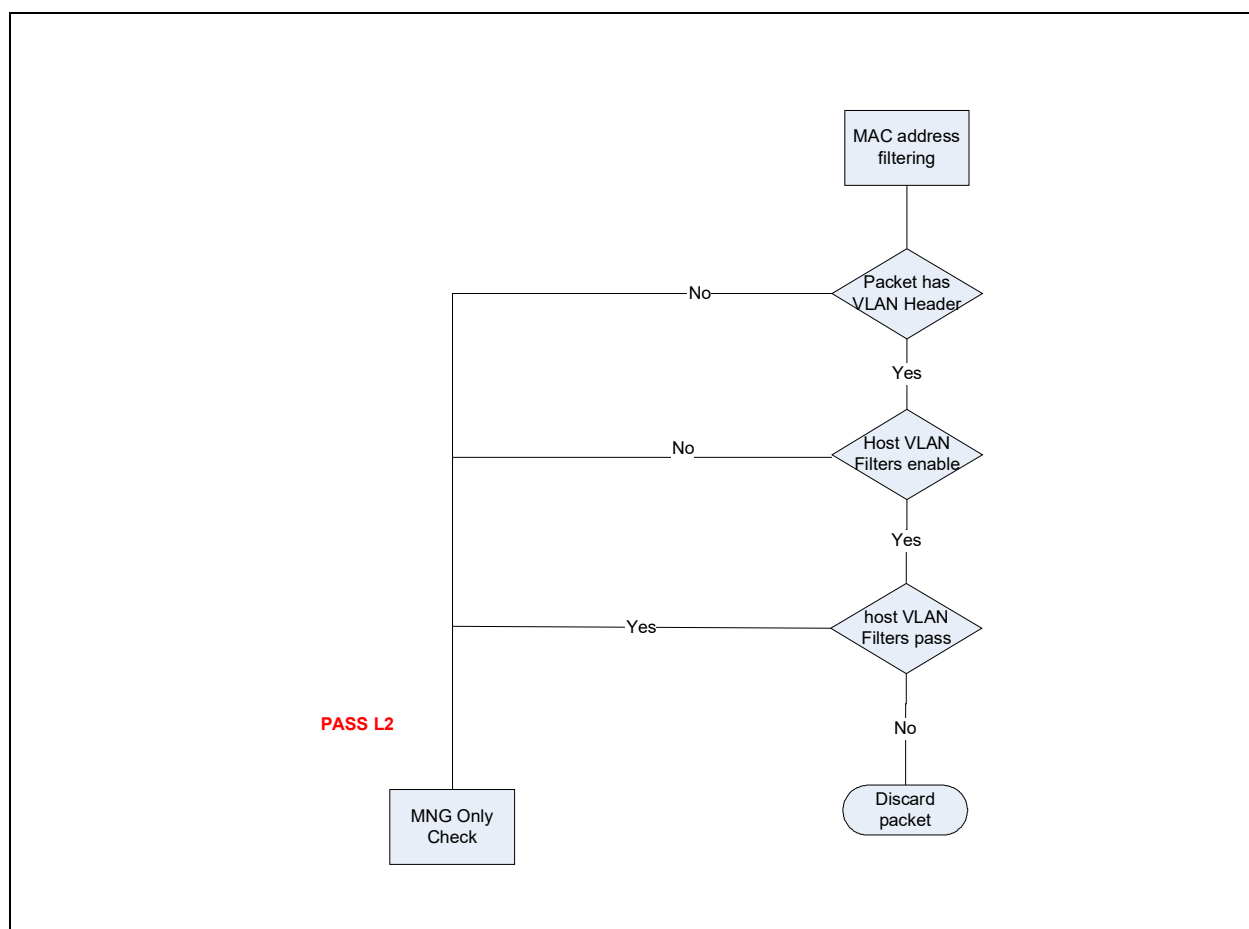 MAC address
filtering
Packet has
VLAN Header
No
Yes
Host VLAN
Filters enable
No
Yes
host VLAN
Filters pass
Yes
No
PASS L2
MNG Only
Check
Discard
packet